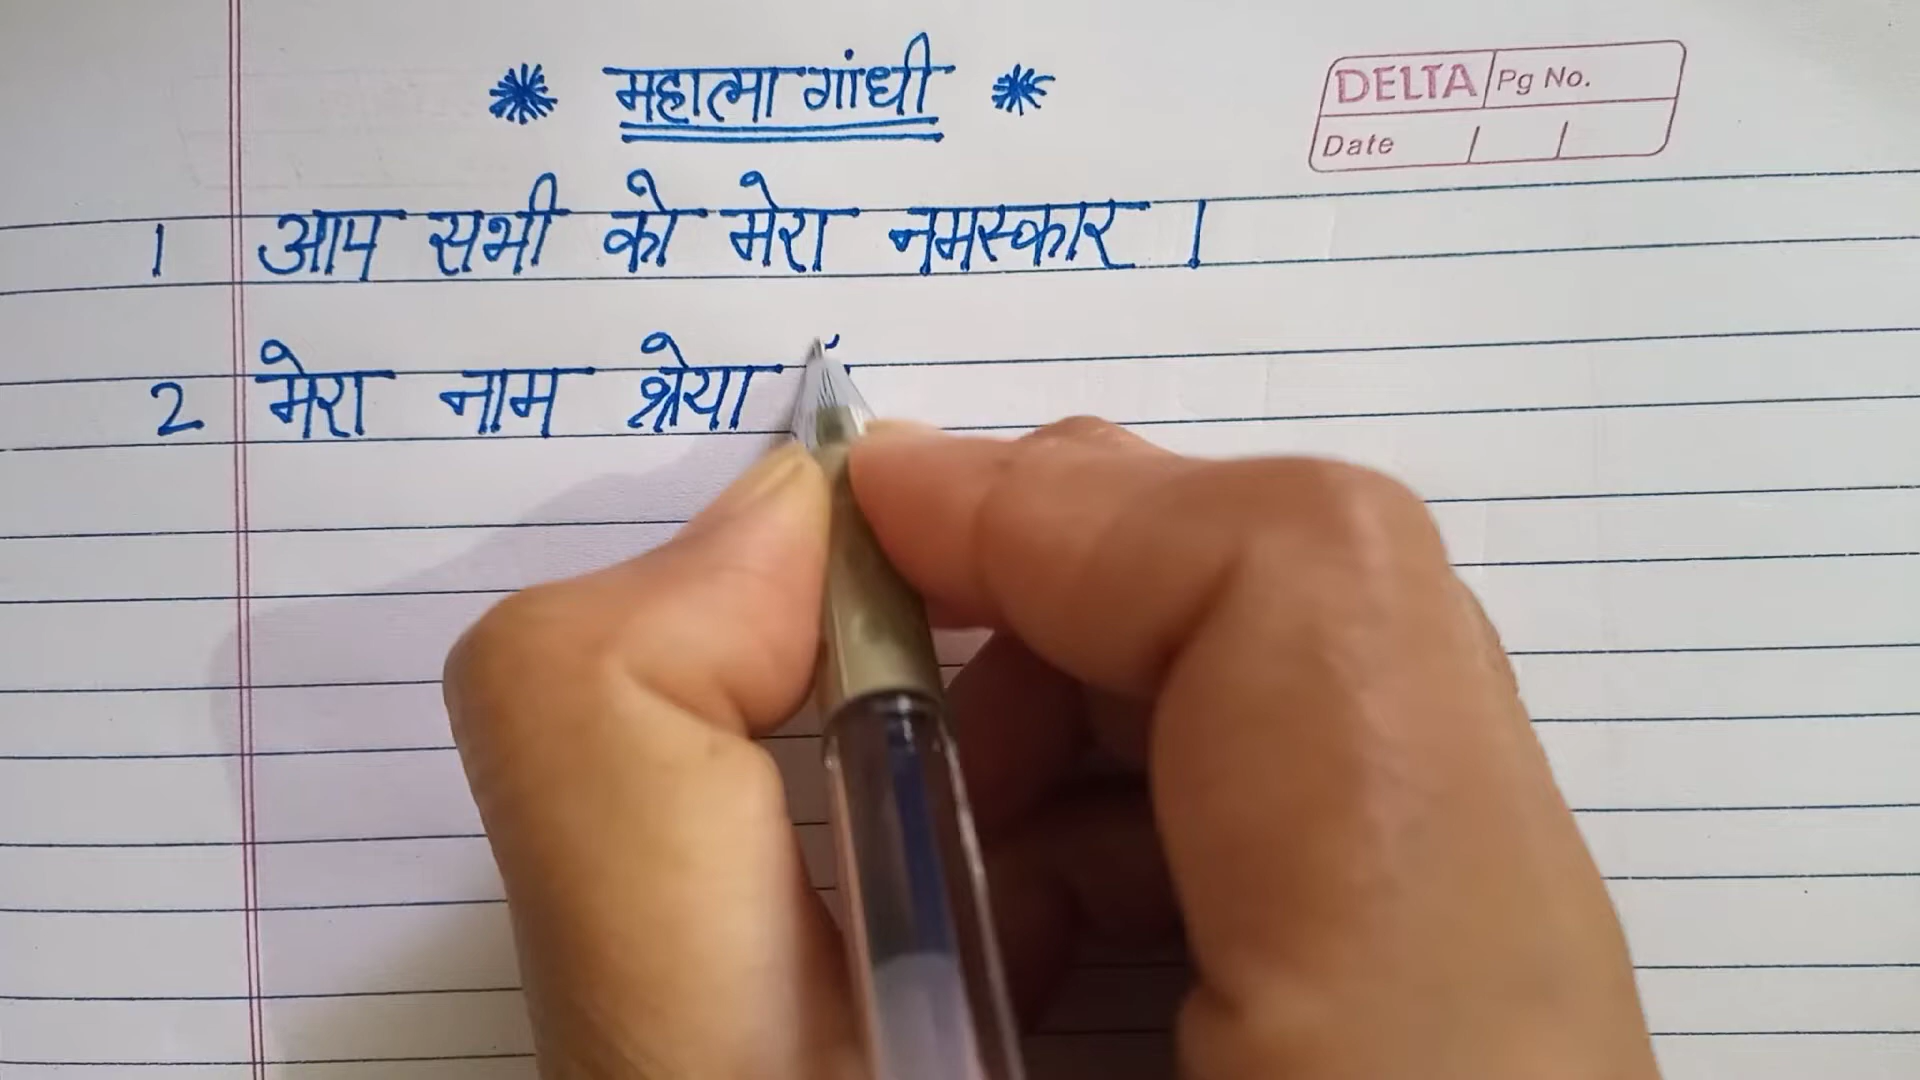 महात्मा गांधी
DELTA Pg No.
Date
1 आप सभी को मेरा नमस्कार ।
2 मेरा नाम श्रेया